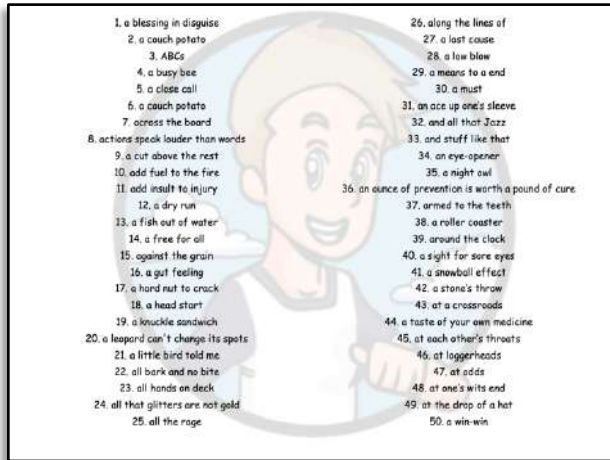 1. a blessing in disguise
2. a couch potato
3. ABCs
4. a busy bee
5. a close call
6. a couch potato
7. across the board
8. actions speak louder than words
9. a cut above the rest
10. add fuel to the fire
11. add insult to injury
12. a dry run
13. a fish out of water
14. a free for all
15. against the grain
16. a gut feeling
17. a hard nut to crack
18. a head start
19. a knuckle sandwich
20. a leopard can't change its spots
21. a little bird told me
22. all bark and no bite
23. all hands on deck
24. all that glitters are not gold
25. all the rage
26. along the lines of
27. a lost cause
28. a low blow
29. a means to a end
30. a must
31. an ace up one's sleeve
32. and all that Jazz
33. and stuff like that
34. an eye-opener
35. a night owl
36. an ounce of prevention is worth a pound of cure
37. armed to the teeth
38. a roller coaster
39. around the clock
40. a sight for sore eyes
41. a snowball effect
42. a stone's throw
43. at a crossroads
44. a taste of your own medicine
45. at each other's throats
46. at loggerheads
47. at odds
48. at one's wits end
49. at the drop of a hat
50. a win-win